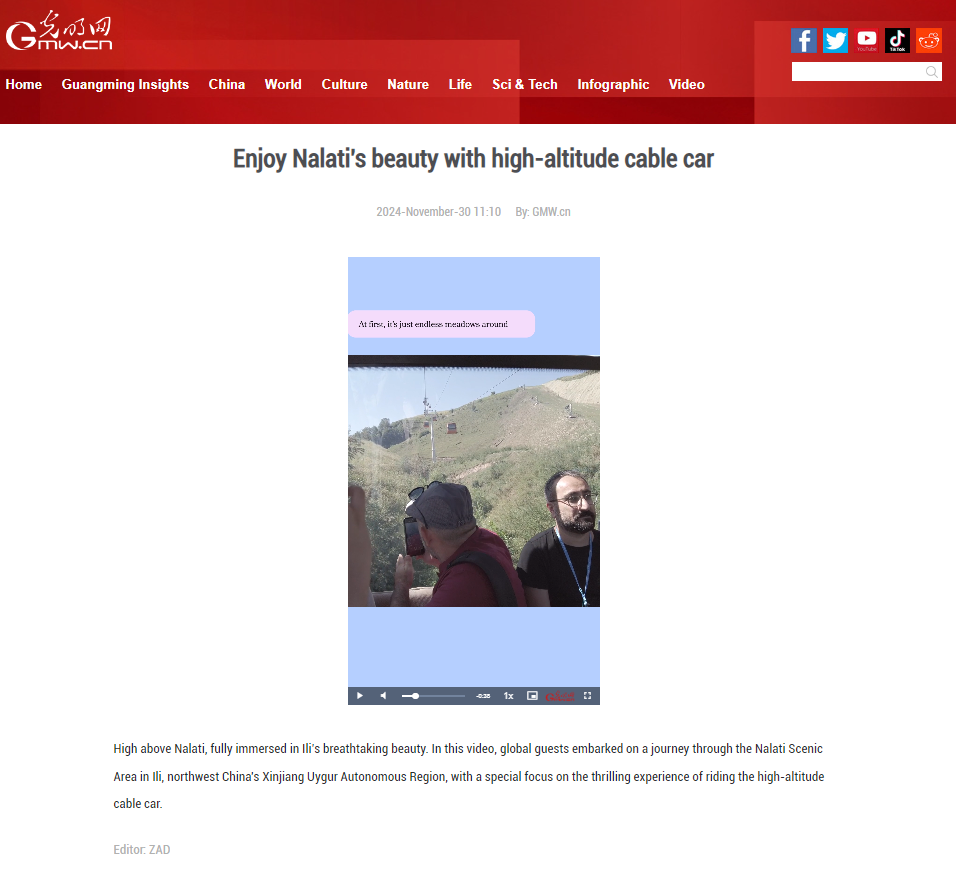 光明网
Gmw.cn
YouTube
TikTok
Home Guangming Insights China World Culture Nature Life Sci & Tech Infographic Video
Enjoy Nalati's beauty with high-altitude cable car
2024-November-30 11:10 By: GMW.cn
At first, it's just endless meadows around
-0:38 1x
High above Nalati, fully immersed in Ili's breathtaking beauty. In this video, global guests embarked on a journey through the Nalati Scenic
Area in Ili, northwest China's Xinjiang Uygur Autonomous Region, with a special focus on the thrilling experience of riding the high-altitude
cable car.
Editor: ZAD